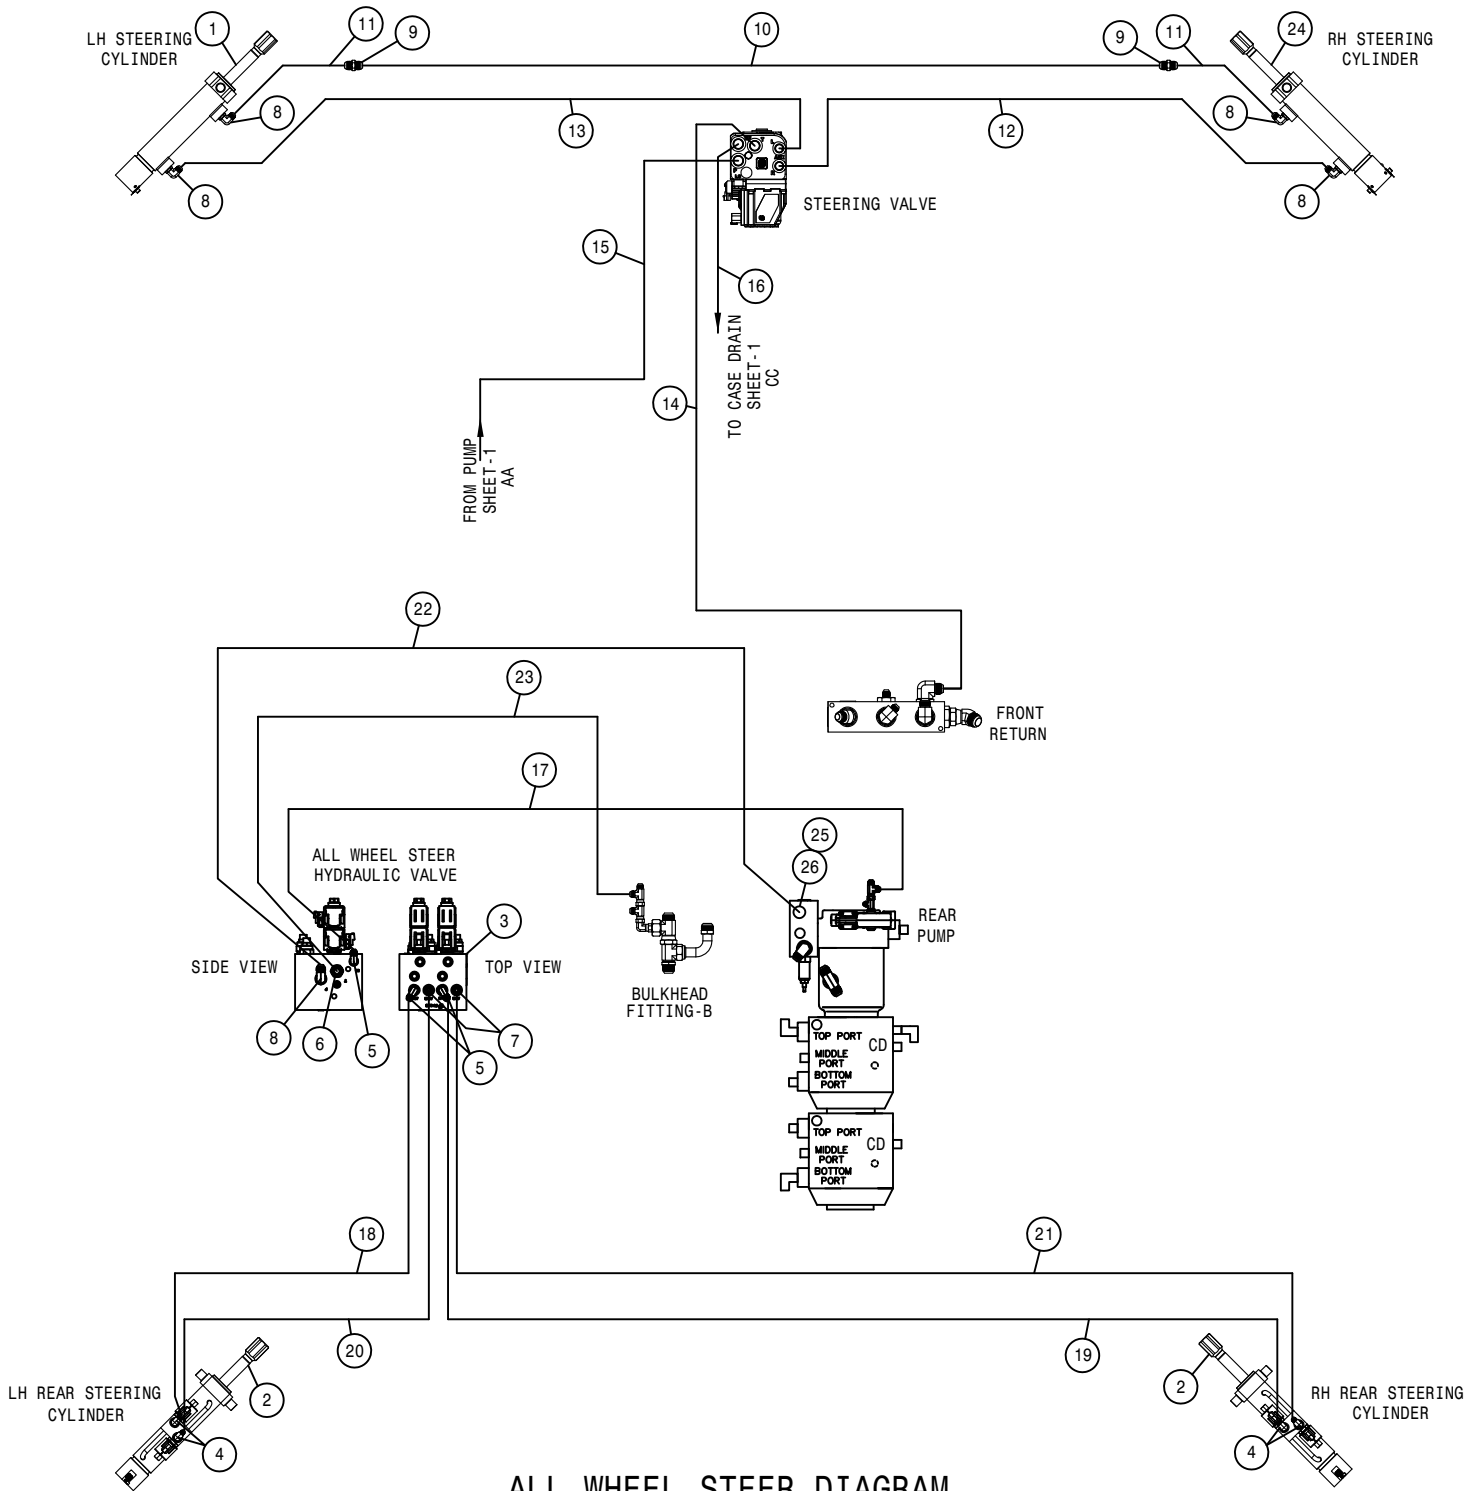 LH STEERING
CYLINDER
1
11
9
10
9
11
24
RH STEERING
CYLINDER
8
13
12
8
8
8
STEERING VALVE
15
16
TO CASE DRAIN
SHEET-1
CC
14
FROM PUMP
SHEET-1
AA
22
23
FRONT
RETURN
17
25
26
ALL WHEEL STEER
HYDRAULIC VALVE
3
REAR
PUMP
SIDE VIEW
TOP VIEW
BULKHEAD
FITTING-B
8
6
5
5
7
TOP PORT
CD
MIDDLE
PORT
BOTTOM
PORT
TOP PORT
CD
MIDDLE
PORT
BOTTOM
PORT
18
21
20
19
LH REAR STEERING
CYLINDER
2
4
2
4
RH REAR STEERING
CYLINDER
ALL WHEEL STEER DIAGRAM